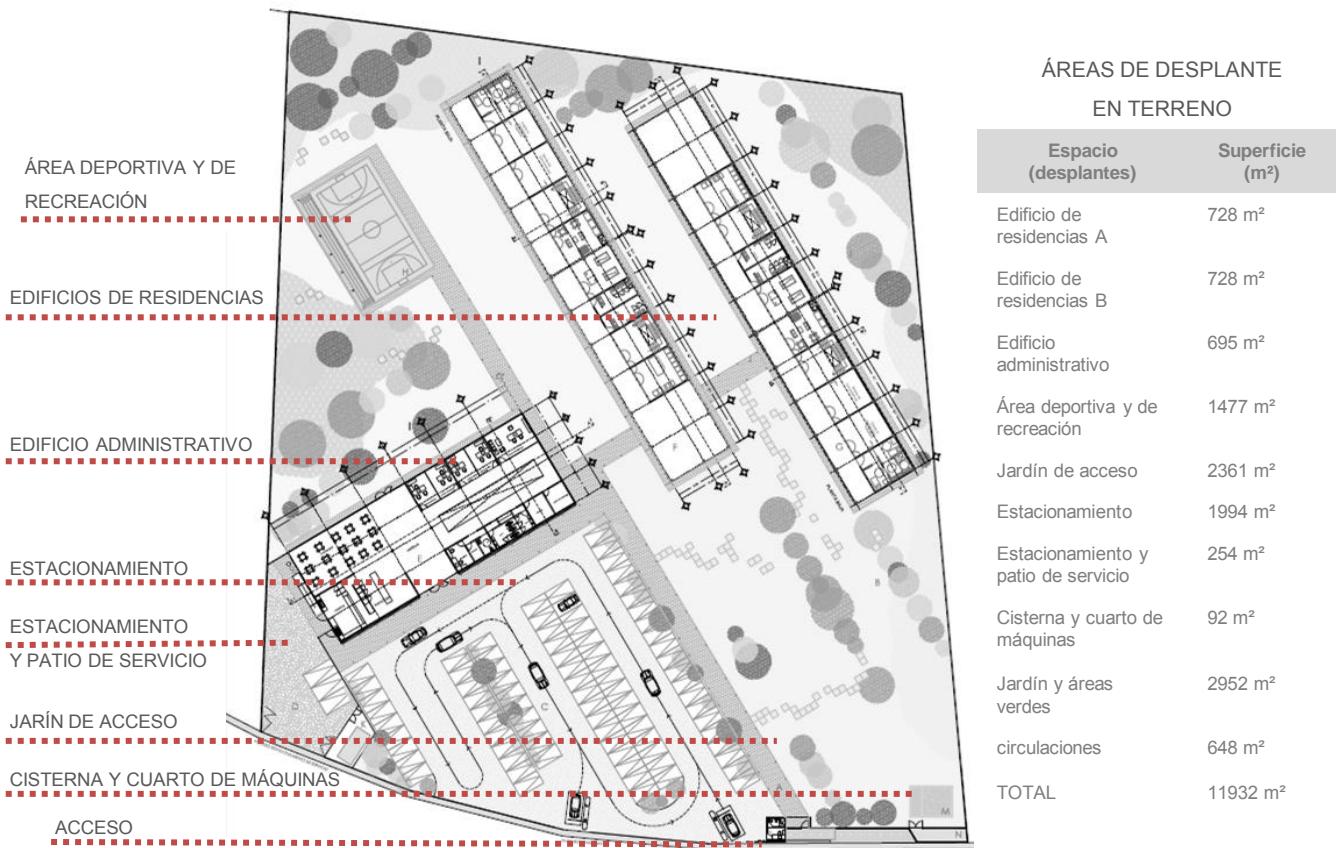 ÁREA DEPORTIVA Y DE
RECREACIÓN
EDIFICIOS DE RESIDENCIAS
EDIFICIO ADMINISTRATIVO
ESTACIONAMIENTO
ESTACIONAMIENTO
Y PATIO DE SERVICIO
JARÍN DE ACCESO
CISTERNA Y CUARTO DE MÁQUINAS
ACCESO
PLANTA BAJA
PLANTA BAJA
H
F
G
B
C
D
E
A
M
N
ÁREAS DE DESPLANTE
EN TERRENO
Espacio Superficie
(desplantes) (m²)
Edificio de 728 m²
residencias A
Edificio de 728 m²
residencias B
Edificio 695 m²
administrativo
Área deportiva y de 1477 m²
recreación
Jardín de acceso 2361 m²
Estacionamiento 1994 m²
Estacionamiento y 254 m²
patio de servicio
Cisterna y cuarto de 92 m²
máquinas
Jardín y áreas 2952 m²
verdes
circulaciones 648 m²
TOTAL 11932 m²